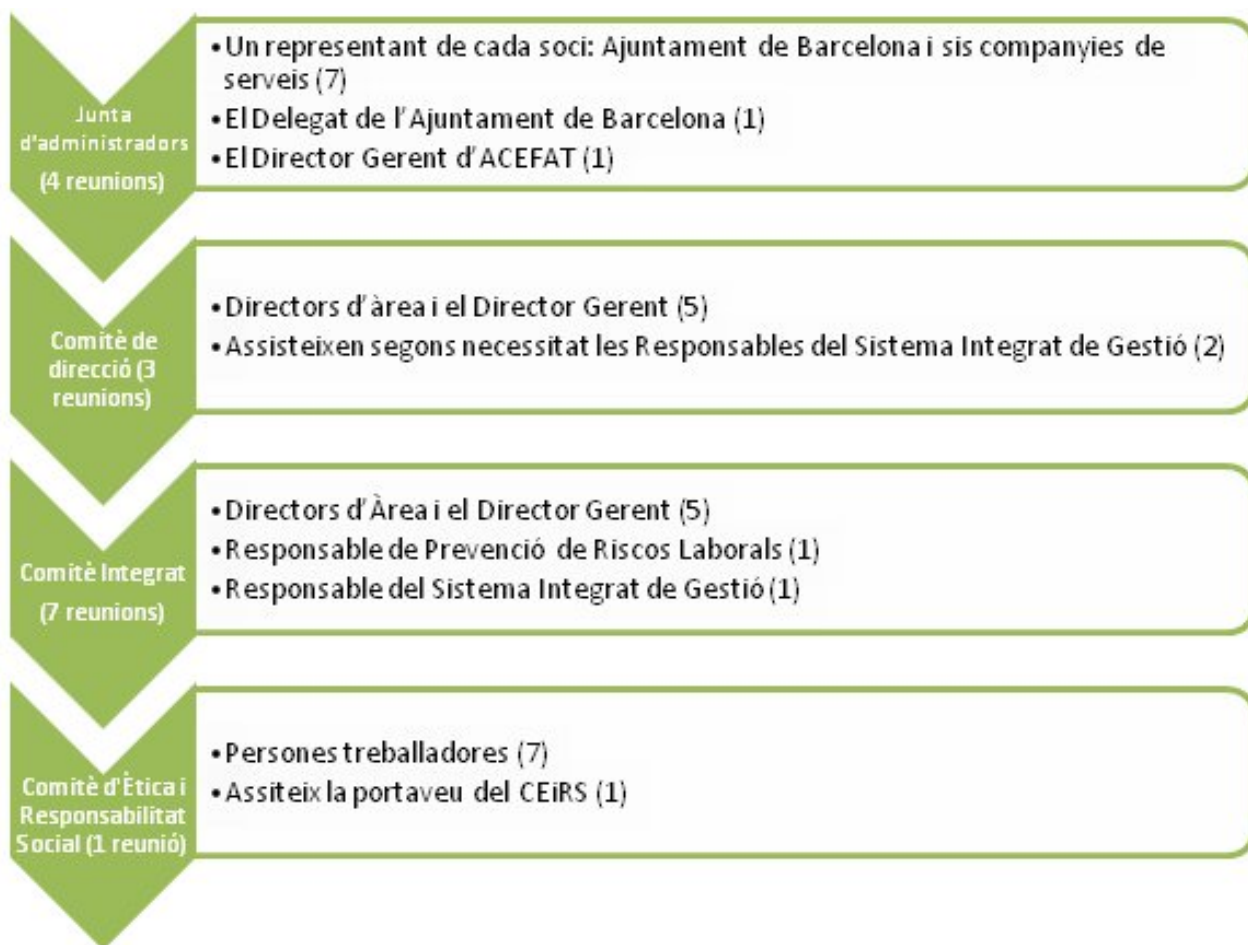 Junta
d'administradors
(4 reunions)
• Un representant de cada soci: Ajuntament de Barcelona i sis companyies de
serveis (7)
• El Delegat de l'Ajuntament de Barcelona (1)
• El Director Gerent d'ACEFAT (1)
Comitè de
direcció (3
reunions)
• Directors d'àrea i el Director Gerent (5)
• Assisteixen segons necessitat les Responsables del Sistema Integrat de Gestió (2)
Comitè Integrat
(7 reunions)
• Directors d'Àrea i el Director Gerent (5)
• Responsable de Prevenció de Riscos Laborals (1)
• Responsable del Sistema Integrat de Gestió (1)
Comitè d'Ètica i
Responsabilitat
Social (1 reunió)
• Persones treballadores (7)
• Assiteix la portaveu del CEiRS (1)